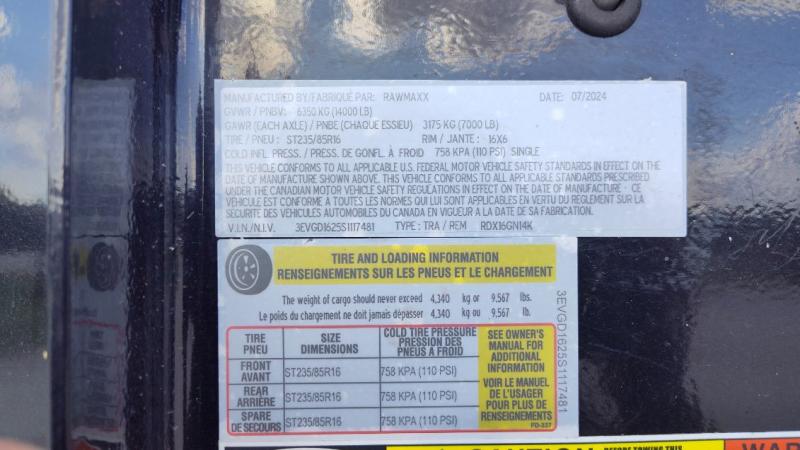 MANUFACTURED BY/FABRIQUÉ PAR: RAWMAXX DATE: 07/2024
GVWR / PNBV: 6350 KG (14000 LB)
GAWR (EACH AXLE) / PNBE (CHAQUE ESSIEU) 3175 KG (7000 LB)
TIRE / PNEU : ST235/85R16 RIM / JANTE : 16X6
COLD INFL. PRESS. / PRESS. DE GONFL. À FROID 758 KPA (110 PSI) SINGLE
THIS VEHICLE CONFORMS TO ALL APPLICABLE U.S. FEDERAL MOTOR VEHICLE SAFETY STANDARDS IN EFFECT ON THE
DATE OF MANUFACTURE SHOWN ABOVE. THIS VEHICLE CONFORMS TO ALL APPLICABLE STANDARDS PRESCRIBED
UNDER THE CANADIAN MOTOR VEHICLE SAFETY REGULATIONS IN EFFECT ON THE DATE OF MANUFACTURE · CE
VÉHICULE EST CONFORME À TOUTES LES NORMES QUI LUI SONT APPLICABLES EN VERTU DU RÈGLEMENT SUR LA
SÉCURITÉ DES VÉHICULES AUTOMOBILES DU CANADA EN VIGUEUR À LA DATE DE SA FABRICATION.
V.I.N./N.I.V. 3EVGD1625S1117481 TYPE : TRA / REM RDX16GN14K
TIRE AND LOADING INFORMATION
RENSEIGNEMENTS SUR LES PNEUS ET LE CHARGEMENT
The weight of cargo should never exceed 4,340 kg or 9,567 lbs.
Le poids du chargement ne doit jamais dépasser 4,340 kg ou 9,567 lb.
TIRE PNEU
SIZE DIMENSIONS
COLD TIRE PRESSURE PRESSION DES PNEUS À FROID
FRONT AVANT ST235/85R16 758 KPA (110 PSI)
REAR ARRIÈRE ST235/85R16 758 KPA (110 PSI)
SPARE DE SECOURS ST235/85R16 758 KPA (110 PSI)
SEE OWNER'S
MANUAL FOR
ADDITIONAL
INFORMATION
VOIR LE MANUEL
DE L'USAGER
POUR PLUS DE
RENSEIGNEMENTS
FD-337
3EVGD1625S1117481
CAUTION BEFORE TOWING THIS